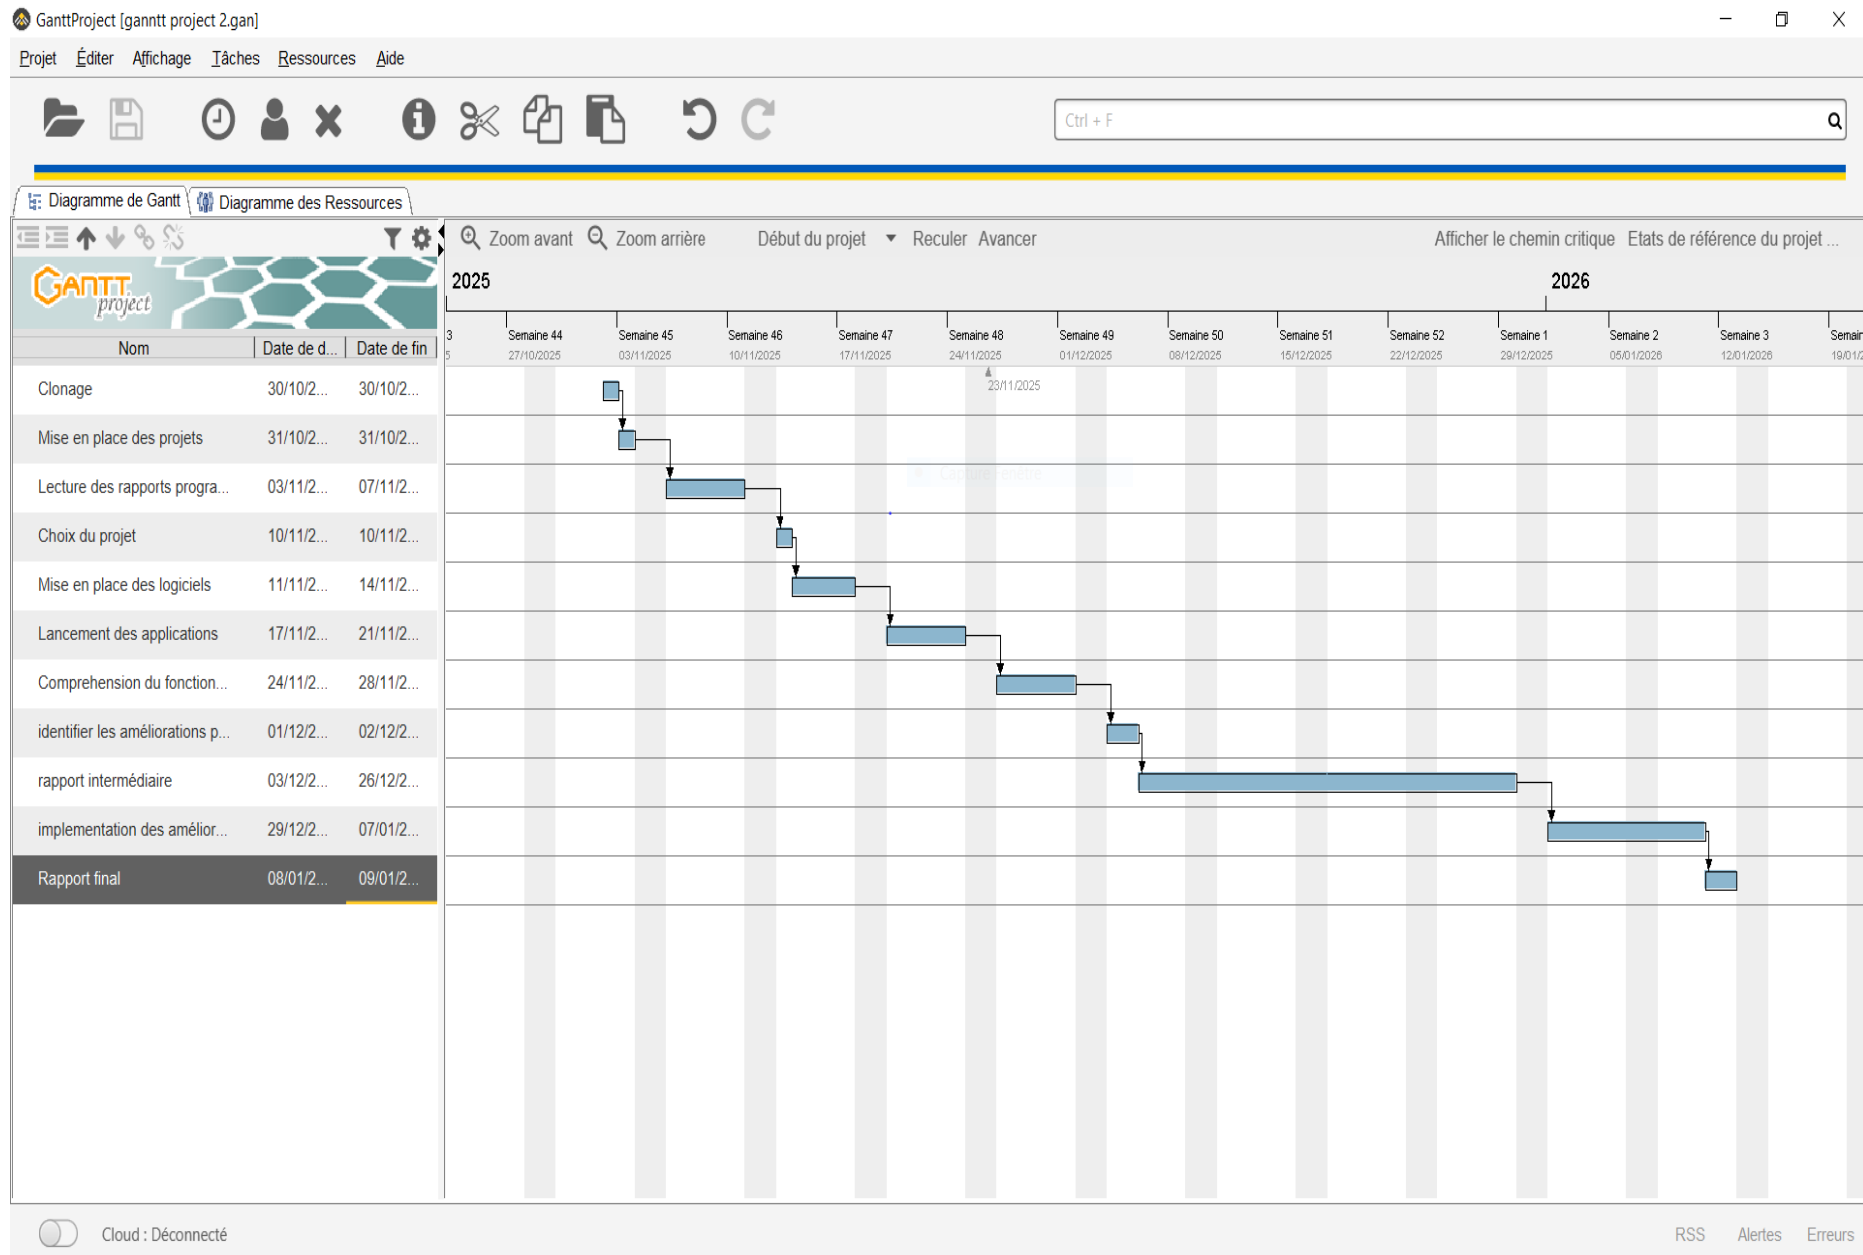 GanttProject [ganntt project 2.gan]
Projet Éditer Affichage Tâches Ressources Aide
Ctrl + F
Diagramme de Gantt Diagramme des Ressources
Zoom avant Zoom arrière Début du projet Reculer Avancer Afficher le chemin critique Etats de référence du projet ...
GANTT project
2025 2026
3 Semaine 44 Semaine 45 Semaine 46 Semaine 47 Semaine 48 Semaine 49 Semaine 50 Semaine 51 Semaine 52 Semaine 1 Semaine 2 Semaine 3 Semain
5 27/10/2025 03/11/2025 10/11/2025 17/11/2025 24/11/2025 01/12/2025 08/12/2025 15/12/2025 22/12/2025 29/12/2025 05/01/2026 12/01/2026 19/01/2
Nom Date de d... Date de fin
23/11/2025
Clonage 30/10/2... 30/10/2...
Mise en place des projets 31/10/2... 31/10/2...
Capture Fenêtre
Lecture des rapports progra... 03/11/2... 07/11/2...
Choix du projet 10/11/2... 10/11/2...
Mise en place des logiciels 11/11/2... 14/11/2...
Lancement des applications 17/11/2... 21/11/2...
Comprehension du fonction... 24/11/2... 28/11/2...
identifier les améliorations p... 01/12/2... 02/12/2...
rapport intermédiaire 03/12/2... 26/12/2...
implementation des amélior... 29/12/2... 07/01/2...
Rapport final 08/01/2... 09/01/2...
Cloud : Déconnecté RSS Alertes Erreurs